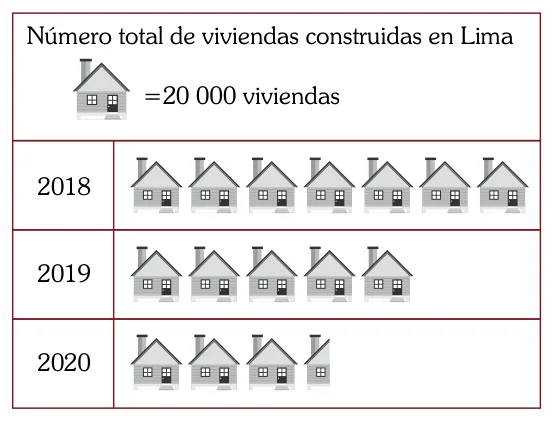 Número total de viviendas construidas en Lima
=20 000 viviendas
2018
2019
2020